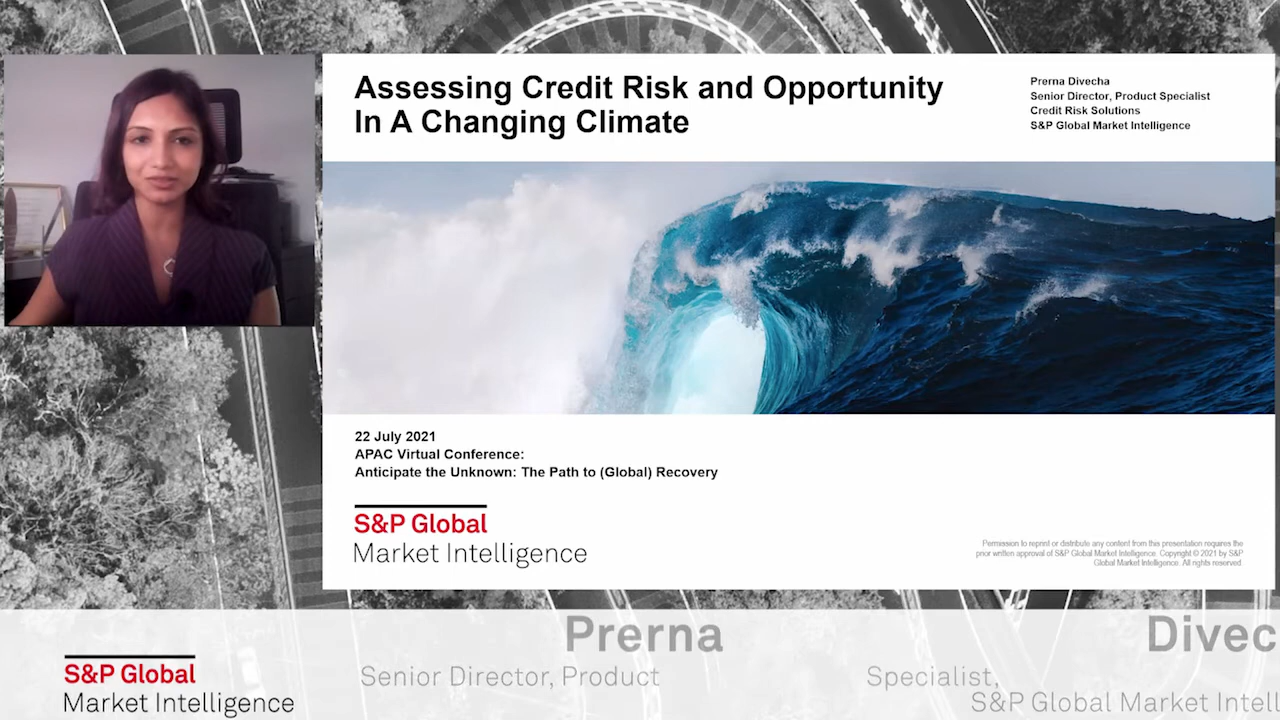 Assessing Credit Risk and Opportunity
In A Changing Climate
Prerna Divecha
Senior Director, Product Specialist
Credit Risk Solutions
S&P Global Market Intelligence
22 July 2021
APAC Virtual Conference:
Anticipate the Unknown: The Path to (Global) Recovery
S&P Global
Market Intelligence
Permission to reprint or distribute any content from this presentation requires the
prior written approval of S&P Global Market Intelligence. Copyright © 2021 by S&P
Global Market Intelligence. All rights reserved.
Prerna Divec
Senior Director, Product Specialist,
S&P Global Market Intell
S&P Global
Market Intelligence